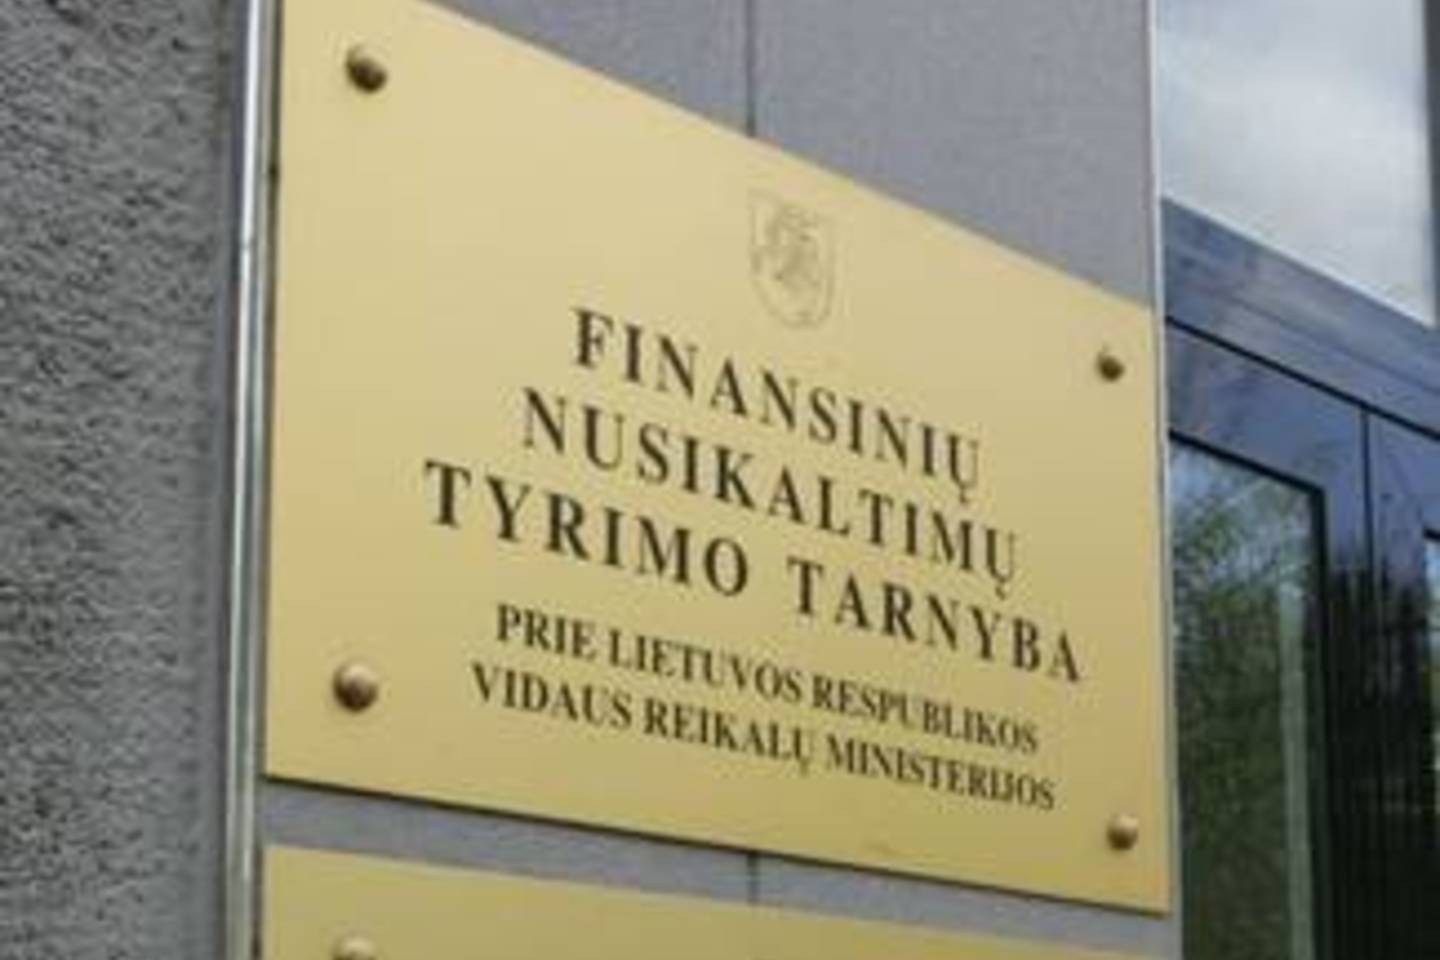 FINANSINIŲ
NUSIKALTIMŲ
TYRIMO TARNYBA
PRIE LIETUVOS RESPUBLIKOS
VIDAUS REIKALŲ MINISTERIJOS